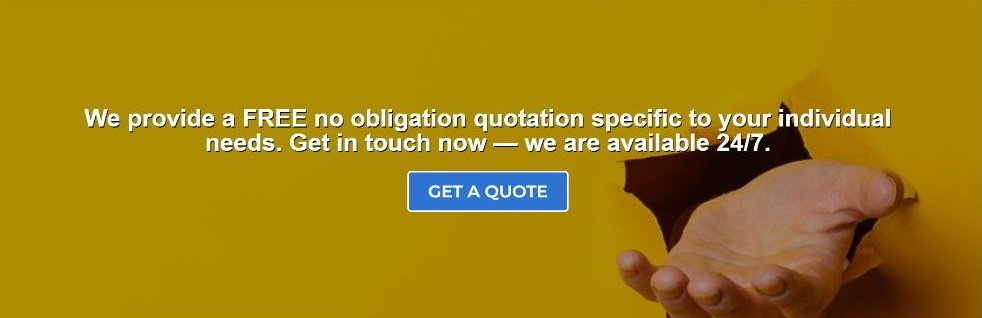 We provide a FREE no obligation quotation specific to your individual
needs. Get in touch now — we are available 24/7.
GET A QUOTE